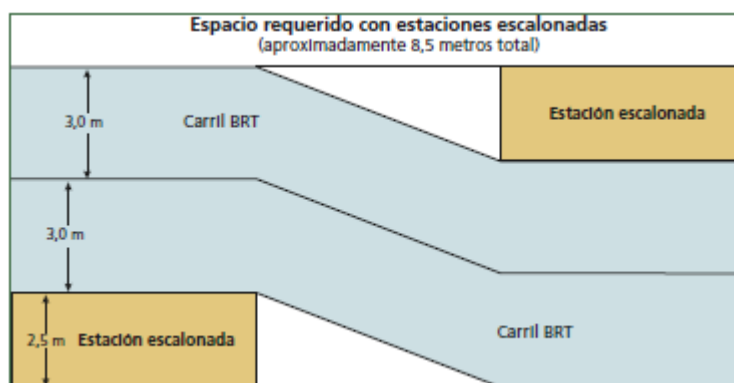 Espacio requerido con estaciones escalonadas
(aproximadamente 8,5 metros total)
3,0 m
Carril BRT
Estación escalonada
3,0 m
2,5 m
Estación escalonada
Carril BRT